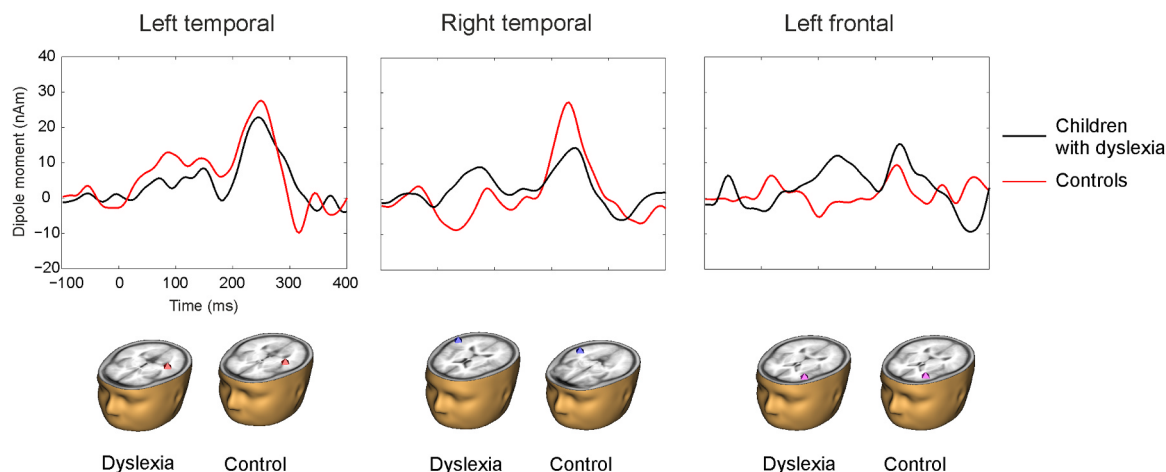 Left temporal
Right temporal
Left frontal
Dipole moment (nAm)
40
30
20
10
0
−10
−20
−100 0 100 200 300 400
Time (ms)
Children
with dyslexia
Controls
Dyslexia Control
Dyslexia Control
Dyslexia Control